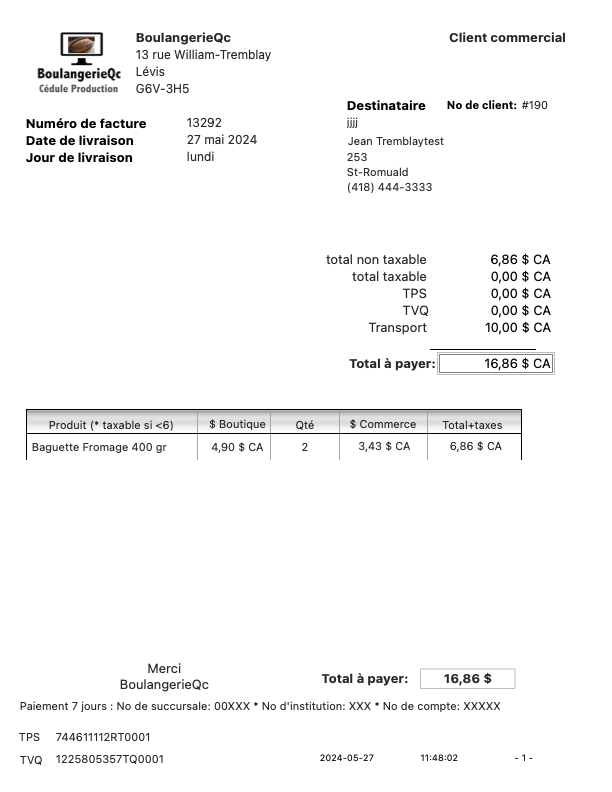 BoulangerieQc
Cédule Production
BoulangerieQc
13 rue William-Tremblay
Lévis
G6V-3H5
Client commercial
Destinataire No de client: #190
jjjj
Jean Tremblaytest
253
St-Romuald
(418) 444-3333
Numéro de facture 13292
Date de livraison 27 mai 2024
Jour de livraison lundi
total non taxable 6,86 $ CA
total taxable 0,00 $ CA
TPS 0,00 $ CA
TVQ 0,00 $ CA
Transport 10,00 $ CA
Total à payer: 16,86 $ CA
Produit (* taxable si <6) $ Boutique Qté $ Commerce Total+taxes
Baguette Fromage 400 gr 4,90 $ CA 2 3,43 $ CA 6,86 $ CA
Merci
BoulangerieQc
Total à payer: 16,86 $
Paiement 7 jours : No de succursale: 00XXX * No d'institution: XXX * No de compte: XXXXX
TPS 744611112RT0001
TVQ 1225805357TQ0001 2024-05-27 11:48:02 - 1 -